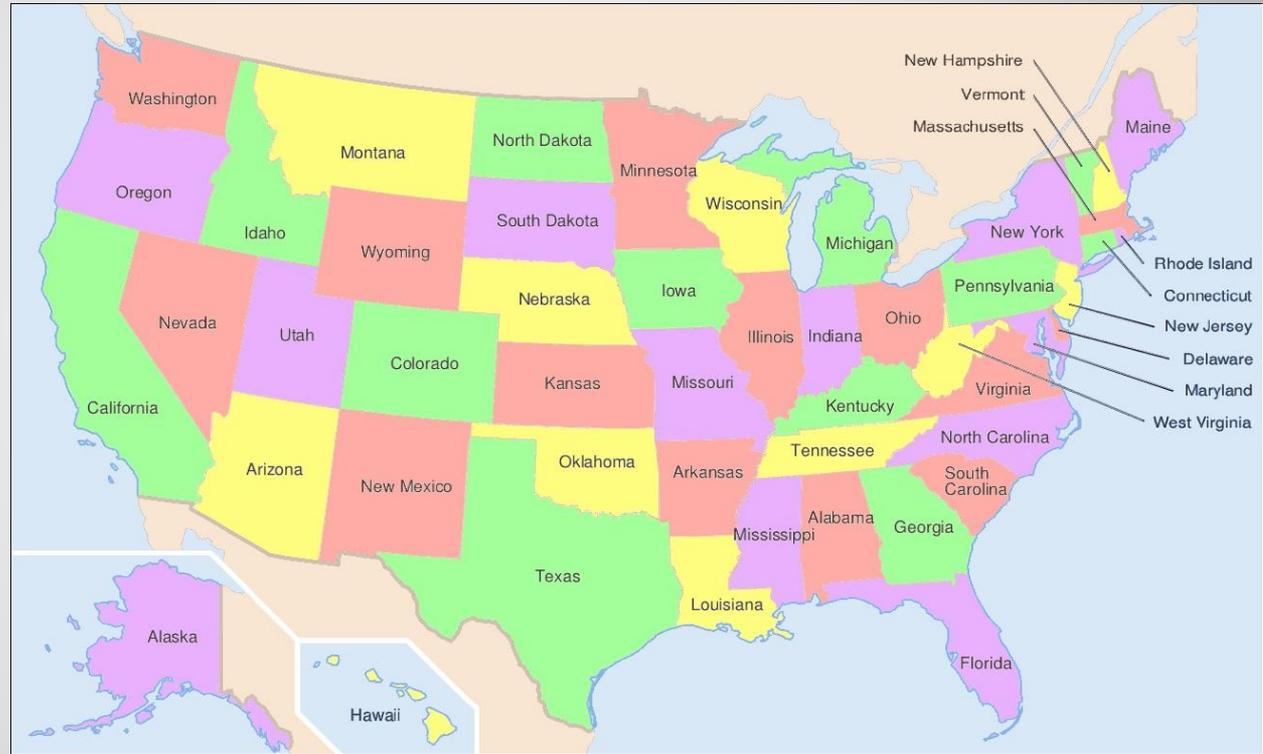 New Hampshire
Vermont
Massachusetts
Washington
Maine
Montana
North Dakota
Minnesota
Oregon
South Dakota
Wisconsin
Idaho
Wyoming
Michigan
New York
Rhode Island
Iowa
Pennsylvania
Connecticut
Nebraska
Nevada
Utah
Illinois
Indiana
Ohio
New Jersey
Colorado
Delaware
Kansas
Missouri
Virginia
Maryland
California
Kentucky
West Virginia
North Carolina
Arizona
Oklahoma
Tennessee
New Mexico
Arkansas
South
Carolina
Mississippi
Alabama
Georgia
Texas
Louisiana
Alaska
Florida
Hawaii